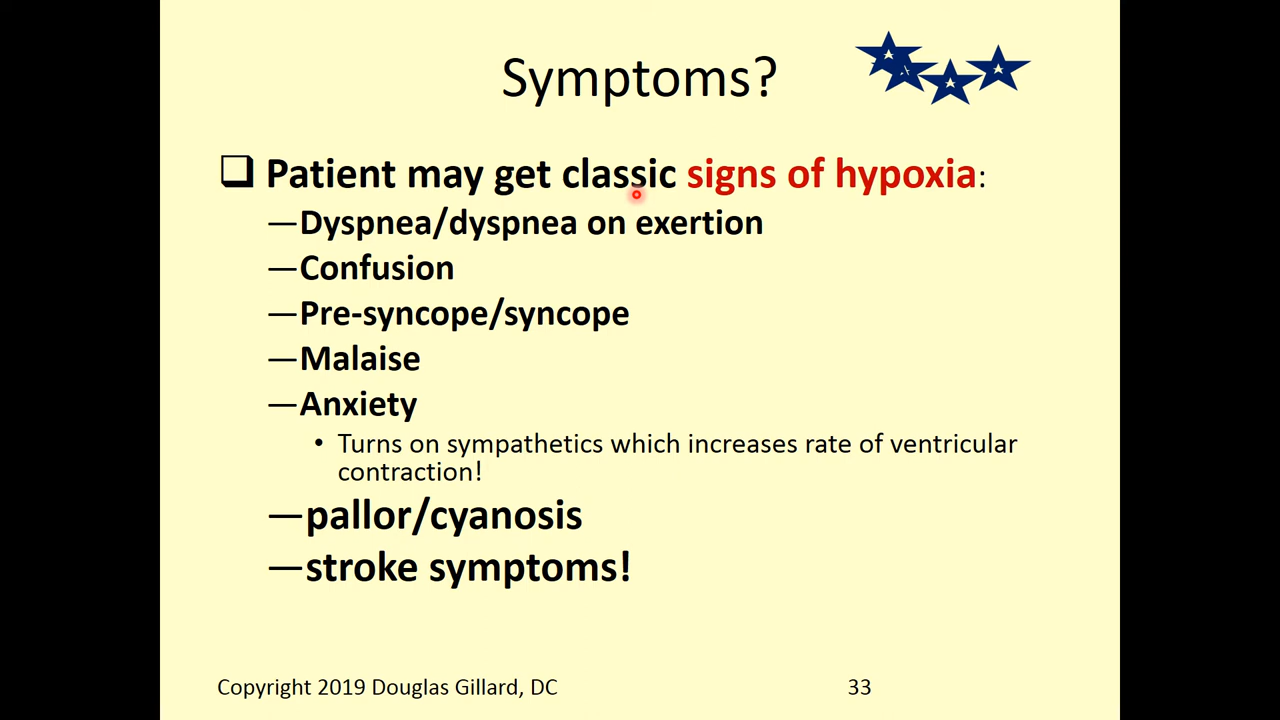 Symptoms?
❑ Patient may get classic signs of hypoxia:
—Dyspnea/dyspnea on exertion
—Confusion
—Pre-syncope/syncope
—Malaise
—Anxiety
• Turns on sympathetics which increases rate of ventricular
contraction!
—pallor/cyanosis
—stroke symptoms!
Copyright 2019 Douglas Gillard, DC 33